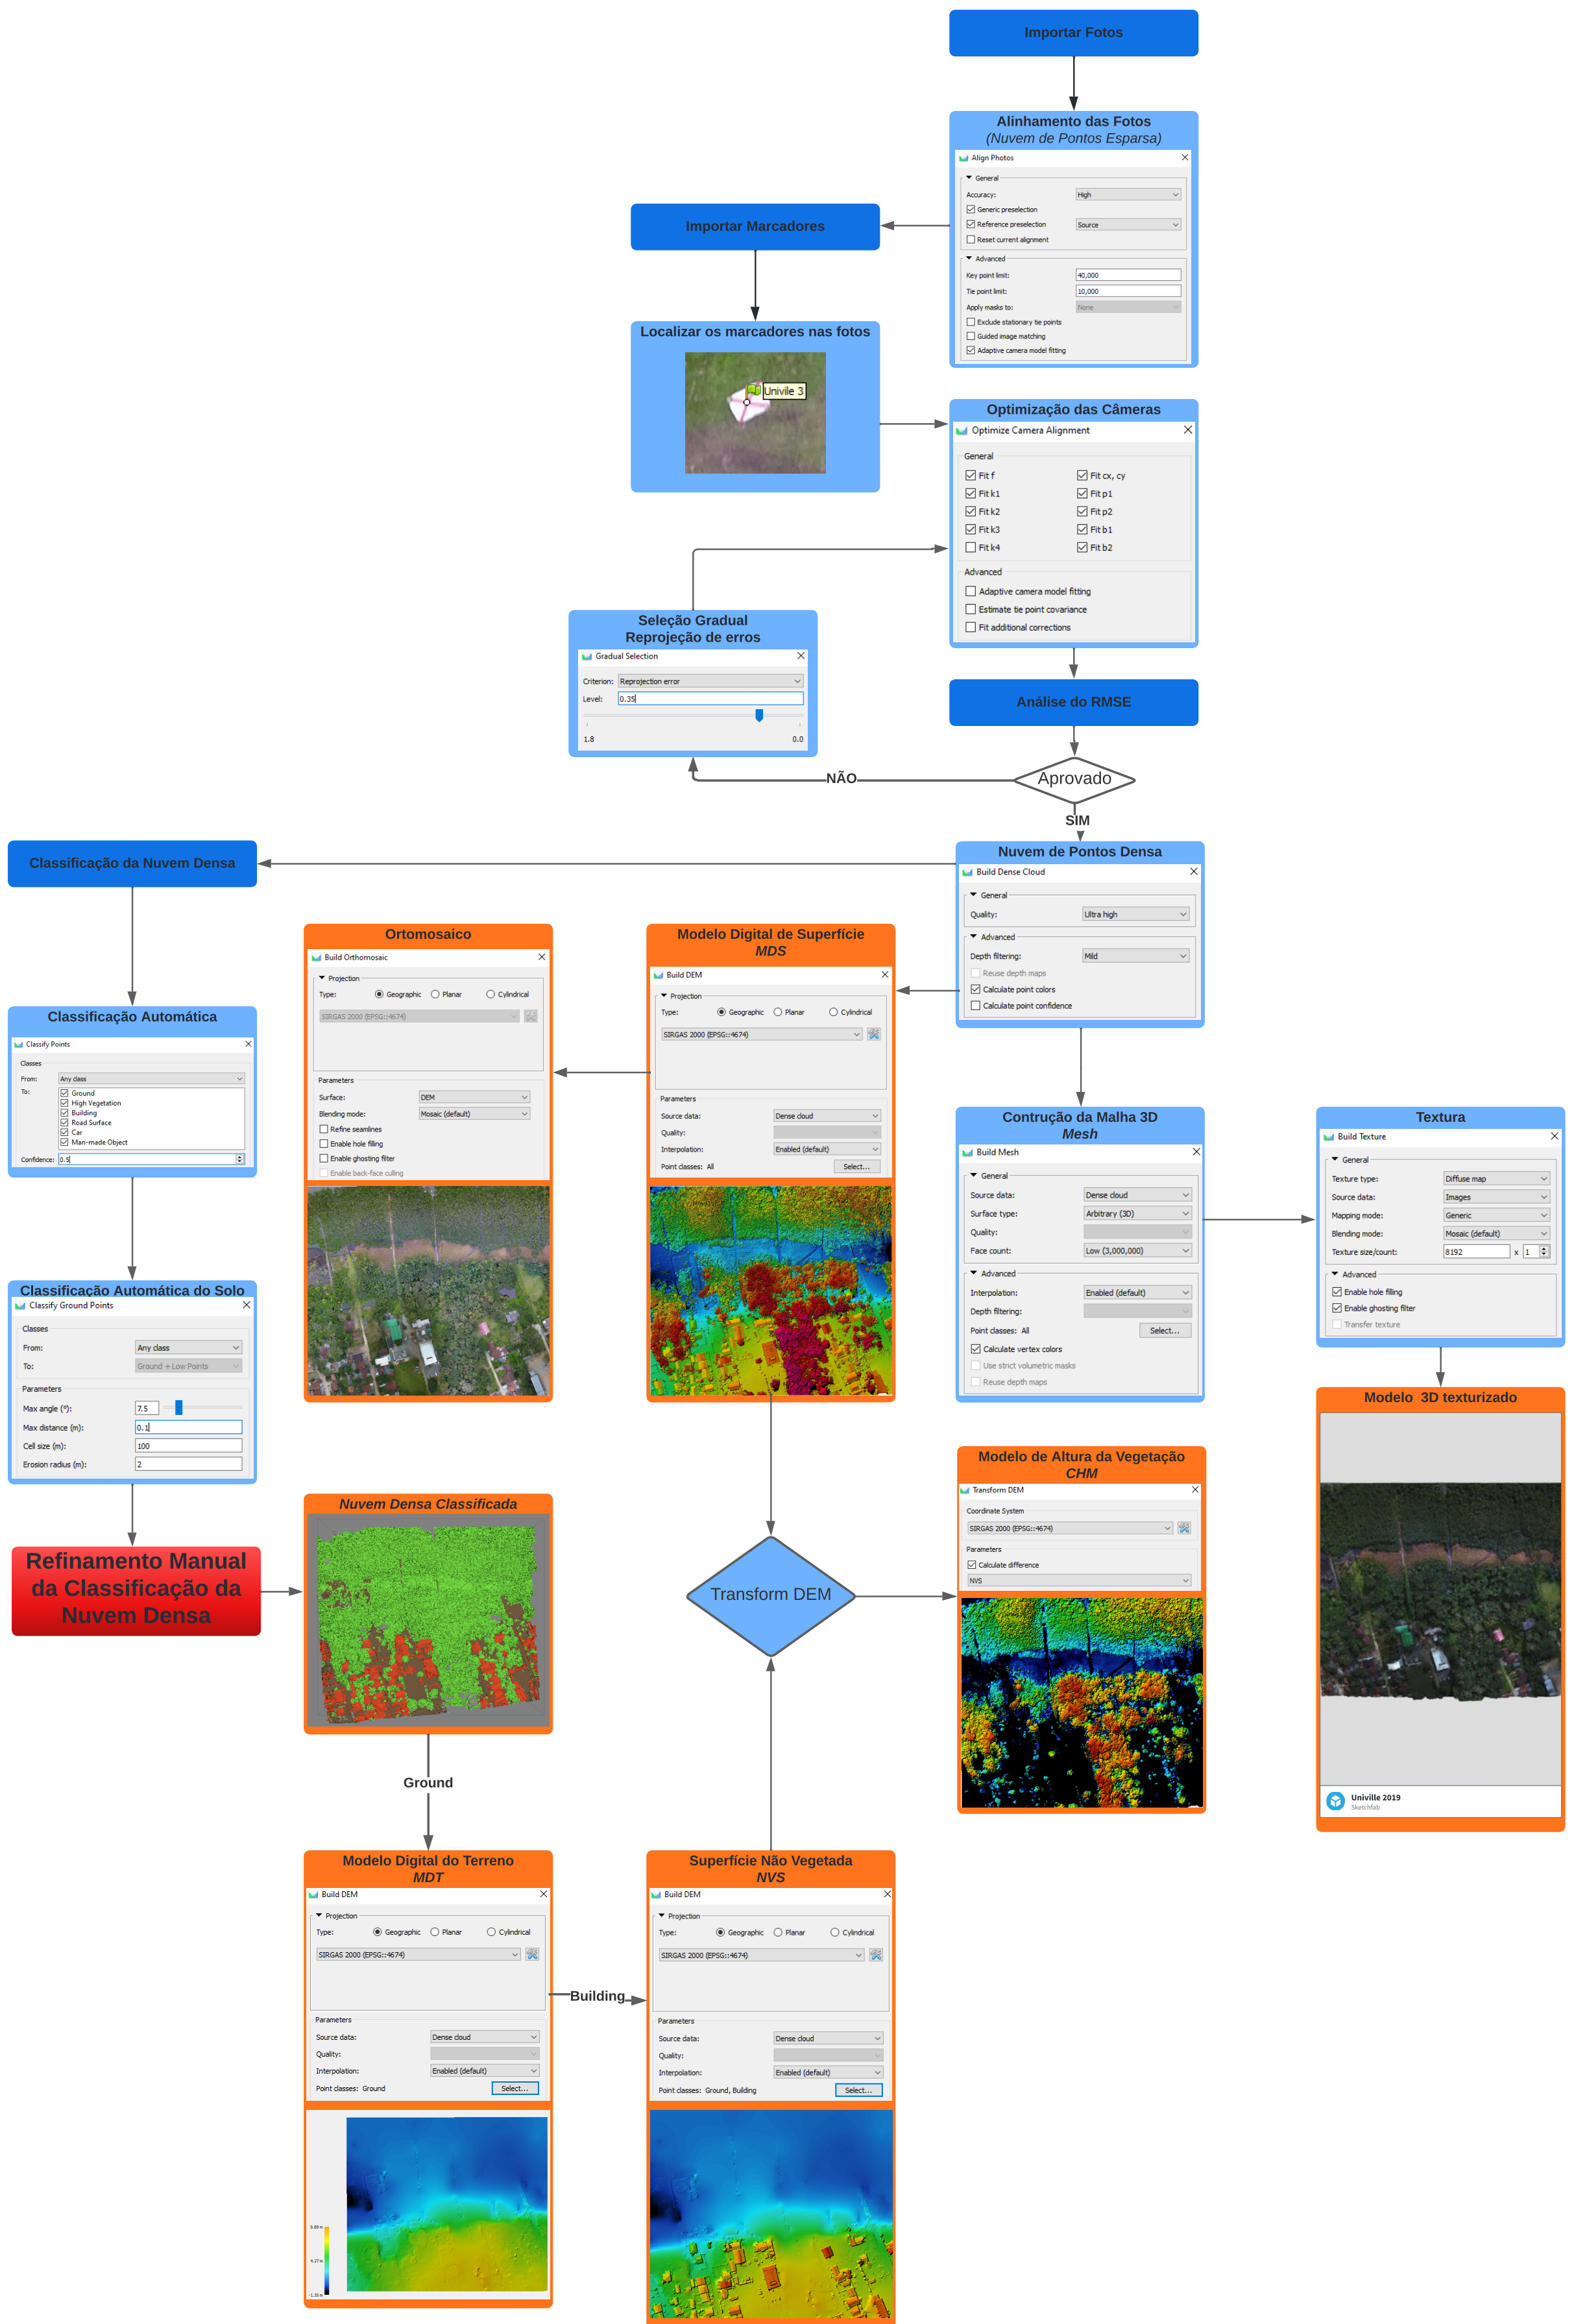 Importar Fotos
Alinhamento das Fotos
(Nuvem de Pontos Esparsa)
Align Photos
General
Accuracy: High
Generic preselection
Reference preselection Source
Reset current alignment
Advanced
Key point limit: 40,000
Tie point limit: 10,000
Apply masks to: None
Exclude stationary tie points
Guided image matching
Adaptive camera model fitting
Importar Marcadores
Localizar os marcadores nas fotos
Univile 3
Optimização das Câmeras
Optimize Camera Alignment
General
Fit f Fit cx, cy
Fit k1 Fit p1
Fit k2 Fit p2
Fit k3 Fit b1
Fit k4 Fit b2
Advanced
Adaptive camera model fitting
Estimate tie point covariance
Fit additional corrections
Seleção Gradual
Reprojeção de erros
Gradual Selection
Criterion: Reprojection error
Level: 0.35
1.8 0.0
Análise do RMSE
Aprovado
NÃO
SIM
Nuvem de Pontos Densa
Build Dense Cloud
General
Quality: Ultra high
Advanced
Depth filtering: Mild
Reuse depth maps
Calculate point colors
Calculate point confidence
Classificação da Nuvem Densa
Classificação Automática
Classify Points
Classes
From: Any class
To: Ground
High Vegetation
Building
Road Surface
Car
Man-made Object
Confidence: 0.5
Classificação Automática do Solo
Classify Ground Points
Classes
From: Any class
To: Ground + Low Points
Parameters
Max angle (°): 7.5
Max distance (m): 0.1
Cell size (m): 100
Erosion radius (m): 2
Refinamento Manual
da Classificação da
Nuvem Densa
Ortomosaico
Build Orthomosaic
Projection
Type: Geographic Planar Cylindrical
SIRGAS 2000 (EPSG::4674)
Parameters
Surface: DEM
Blending mode: Mosaic (default)
Refine seamlines
Enable hole filling
Enable ghosting filter
Enable back-face culling
Modelo Digital de Superfície
MDS
Build DEM
Projection
Type: Geographic Planar Cylindrical
SIRGAS 2000 (EPSG::4674)
Parameters
Source data: Dense cloud
Quality:
Interpolation: Enabled (default)
Point classes: All Select...
Contrução da Malha 3D
Mesh
Build Mesh
General
Source data: Dense cloud
Surface type: Arbitrary (3D)
Quality:
Face count: Low (3,000,000)
Advanced
Interpolation: Enabled (default)
Depth filtering:
Point classes: All Select...
Calculate vertex colors
Use strict volumetric masks
Reuse depth maps
Textura
Build Texture
General
Texture type: Diffuse map
Source data: Images
Mapping mode: Generic
Blending mode: Mosaic (default)
Texture size/count: 8192 x 1
Advanced
Enable hole filling
Enable ghosting filter
Transfer texture
Modelo 3D texturizado
Univille 2019
Sketchfab
Modelo de Altura da Vegetação
CHM
Transform DEM
Coordinate System
SIRGAS 2000 (EPSG::4674)
Parameters
Calculate difference
NVS
Transform DEM
Nuvem Densa Classificada
Ground
Modelo Digital do Terreno
MDT
Build DEM
Projection
Type: Geographic Planar Cylindrical
SIRGAS 2000 (EPSG::4674)
Parameters
Source data: Dense cloud
Quality:
Interpolation: Enabled (default)
Point classes: Ground Select...
4.27 m
Building
Superfície Não Vegetada
NVS
Build DEM
Projection
Type: Geographic Planar Cylindrical
SIRGAS 2000 (EPSG::4674)
Parameters
Source data: Dense cloud
Quality:
Interpolation: Enabled (default)
Point classes: Ground, Building Select...